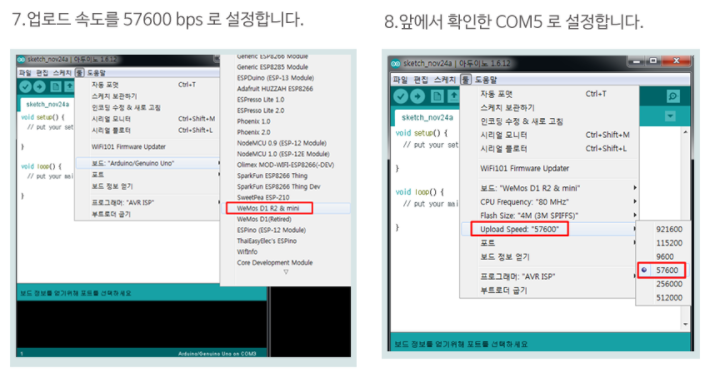 7.업로드 속도를 57600 bps 로 설정합니다.
8.앞에서 확인한 COM5 로 설정합니다.
sketch_nov24a | 아두이노 1.6.12
파일 편집 스케치 툴 도움말
sketch_nov24a
void setup() {
// put your set
}
void loop() {
// put your mai
}
자동 포맷 Ctrl+T
스케치 보관하기
인코딩 수정 & 새로 고침
시리얼 모니터 Ctrl+Shift+M
시리얼 플로터 Ctrl+Shift+L
WiFi101 Firmware Updater
보드: "Arduino/Genuino Uno"
포트
보드 정보 얻기
프로그래머: "AVR ISP"
부트로더 굽기
Generic ESP8266 Module
Generic ESP8285 Module
ESPDuino (ESP-13 Module)
Adafruit HUZZAH ESP8266
ESPresso Lite 1.0
ESPresso Lite 2.0
Phoenix 1.0
Phoenix 2.0
NodeMCU 0.9 (ESP-12 Module)
NodeMCU 1.0 (ESP-12E Module)
Olimex MOD-WIFI-ESP8266(-DEV)
SparkFun ESP8266 Thing
SparkFun ESP8266 Thing Dev
SweetPea ESP-210
WeMos D1 R2 & mini
WeMos D1(Retired)
ESPino (ESP-12 Module)
ThaiEasyElec's ESPino
WifInfo
Core Development Module
보드 정보를 얻기위해 포트를 선택하세요
1 Arduino/Genuino Uno on COM3
sketch_nov24a | 아두이노 1.6.12
파일 편집 스케치 툴 도움말
sketch_nov24a
void setup() {
// put your set
}
void loop() {
// put your mai
}
자동 포맷 Ctrl+T
스케치 보관하기
인코딩 수정 & 새로 고침
시리얼 모니터 Ctrl+Shift+M
시리얼 플로터 Ctrl+Shift+L
WiFi101 Firmware Updater
보드: "WeMos D1 R2 & mini"
CPU Frequency: "80 MHz"
Flash Size: "4M (3M SPIFFS)"
Upload Speed: "57600"
포트
보드 정보 얻기
프로그래머: "AVR ISP"
부트로더 굽기
921600
115200
9600
57600
256000
512000
보드 정보를 얻기위해 포트를 선택하세요